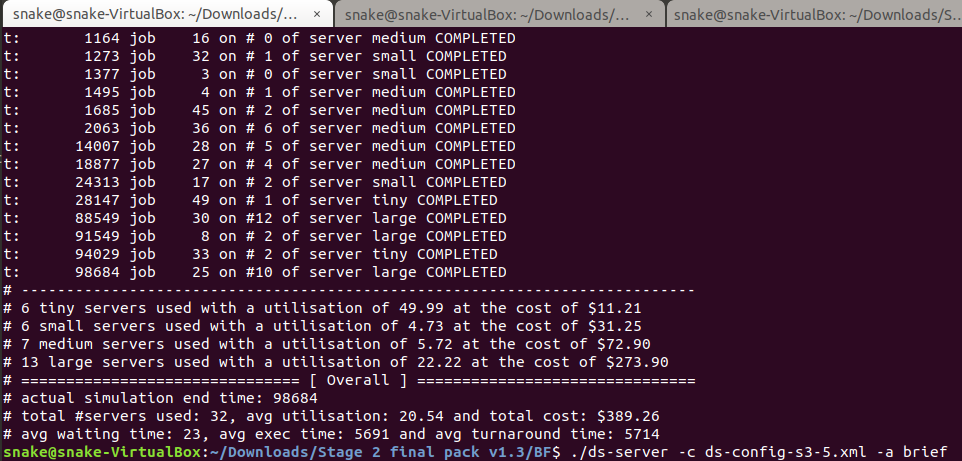 snake@snake-VirtualBox: ~/Downloads/... × snake@snake-VirtualBox: ~/Downloads/... × snake@snake-VirtualBox: ~/Downloads/S...
t:       1164 job    16 on # 0 of server medium COMPLETED
t:       1273 job    32 on # 1 of server small COMPLETED
t:       1377 job     3 on # 0 of server small COMPLETED
t:       1495 job     4 on # 1 of server medium COMPLETED
t:       1685 job    45 on # 2 of server medium COMPLETED
t:       2063 job    36 on # 6 of server medium COMPLETED
t:      14007 job    28 on # 5 of server medium COMPLETED
t:      18877 job    27 on # 4 of server medium COMPLETED
t:      24313 job    17 on # 2 of server small COMPLETED
t:      28147 job    49 on # 1 of server tiny COMPLETED
t:      88549 job    30 on #12 of server large COMPLETED
t:      91549 job     8 on # 2 of server large COMPLETED
t:      94029 job    33 on # 2 of server tiny COMPLETED
t:      98684 job    25 on #10 of server large COMPLETED
# ---------------------------------------------------------------------------
# 6 tiny servers used with a utilisation of 49.99 at the cost of $11.21
# 6 small servers used with a utilisation of 4.73 at the cost of $31.25
# 7 medium servers used with a utilisation of 5.72 at the cost of $72.90
# 13 large servers used with a utilisation of 22.22 at the cost of $273.90
# =============================== [ Overall ] ===============================
# actual simulation end time: 98684
# total #servers used: 32, avg utilisation: 20.54 and total cost: $389.26
# avg waiting time: 23, avg exec time: 5691 and avg turnaround time: 5714
snake@snake-VirtualBox:~/Downloads/Stage 2 final pack v1.3/BF$ ./ds-server -c ds-config-s3-5.xml -a brief